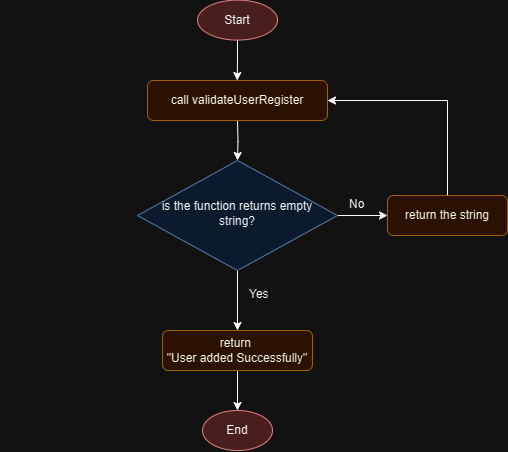 Start
call validateUserRegister
is the function returns empty
string?
No
return the string
Yes
return
"User added Successfully"
End